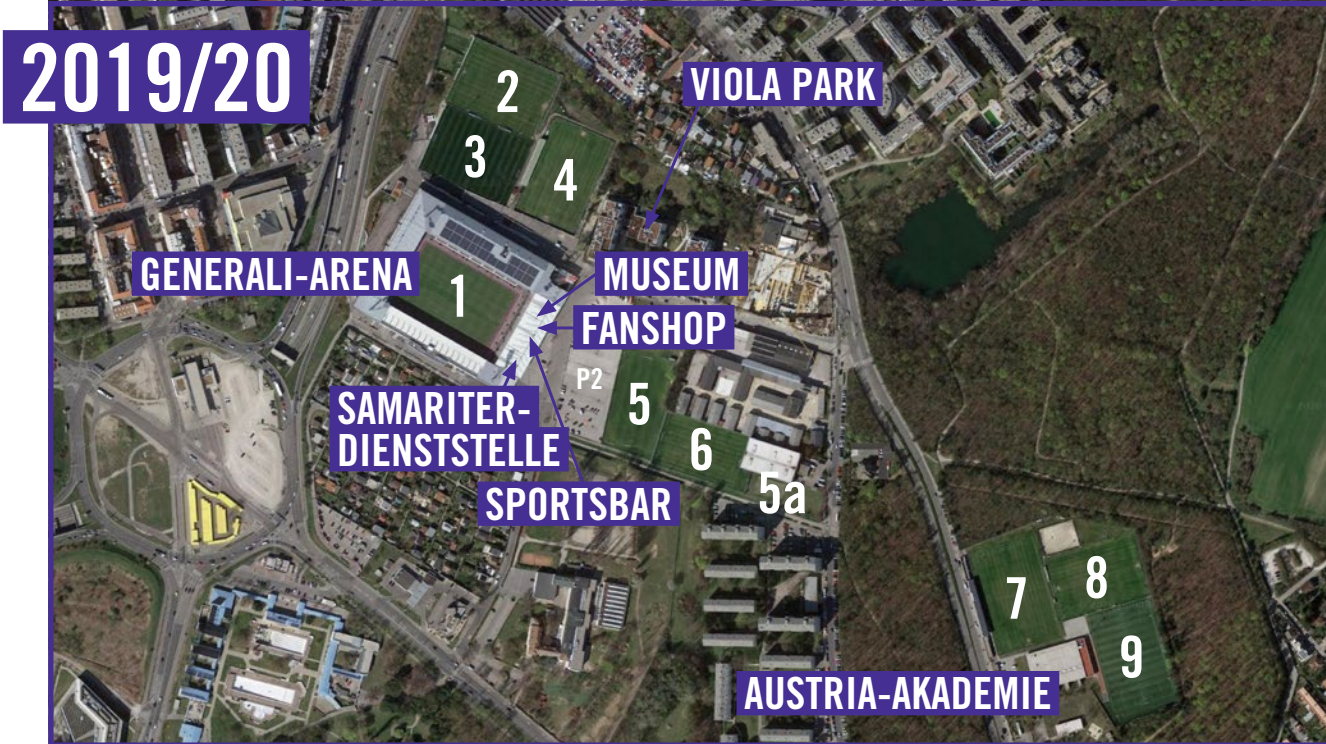 2019/20
VIOLA PARK
2
3
4
GENERALI-ARENA
1
MUSEUM
FANSHOP
P2
5
SAMARITER-
DIENSTSTELLE
6
5a
SPORTSBAR
7
8
9
AUSTRIA-AKADEMIE